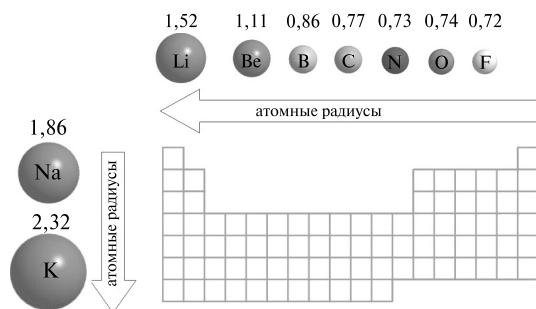 1,52 1,11 0,86 0,77 0,73 0,74 0,72
Li Be B C N O F
атомные радиусы
1,86
Na
2,32
K
атомные радиусы